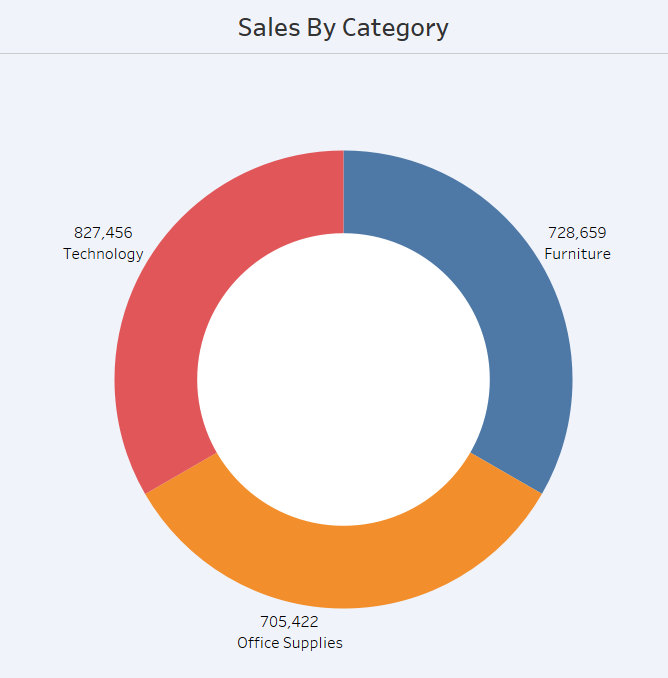 Sales By Category
827,456
Technology
728,659
Furniture
705,422
Office Supplies